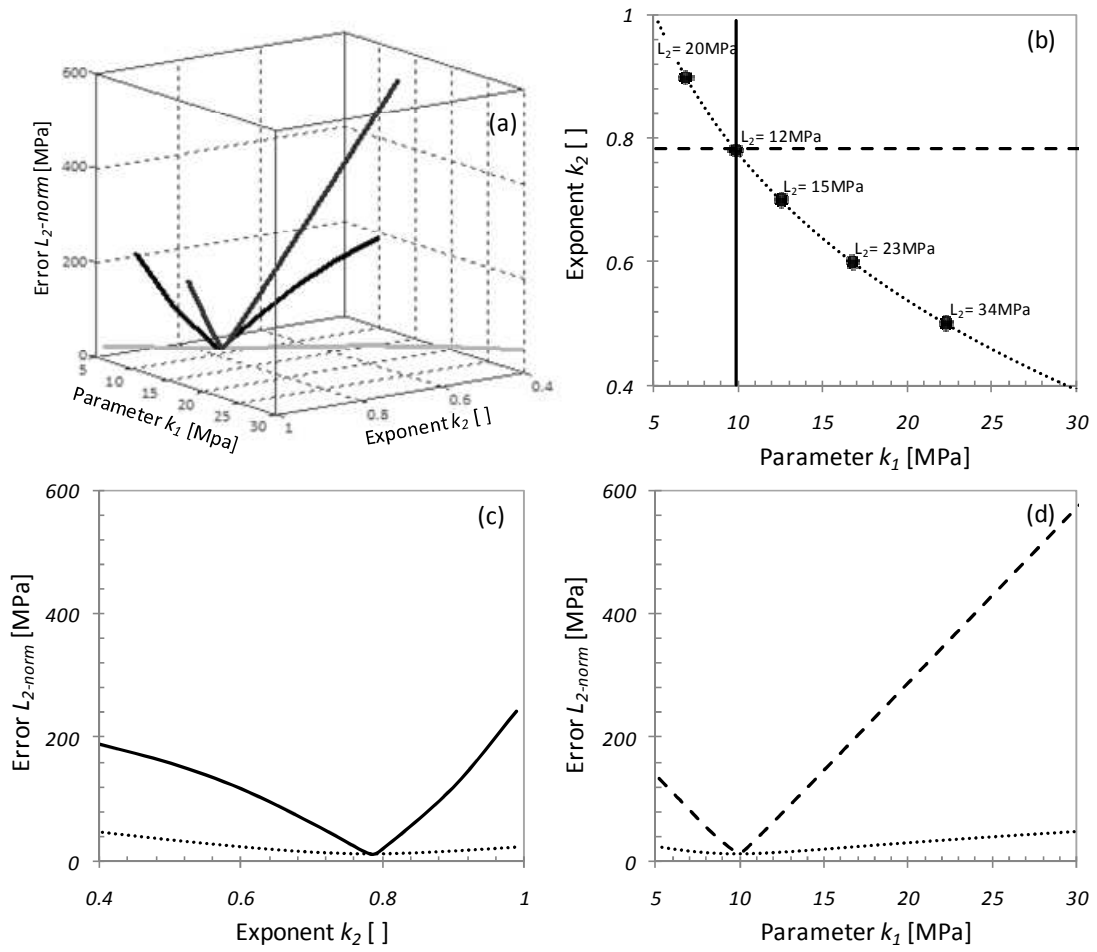 (a)
600
400
200
0
Error L2-norm [MPa]
5
10
15
20
25
30
Parameter k1 [Mpa]
1
0.8
0.6
0.4
Exponent k2 [ ]
(b)
1
0.8
0.6
0.4
Exponent k2 [ ]
L2= 20MPa
L2= 12MPa
L2= 15MPa
L2= 23MPa
L2= 34MPa
5 10 15 20 25 30
Parameter k1 [MPa]
(c)
600
400
200
0
Error L2-norm [MPa]
0.4 0.6 0.8 1
Exponent k2 [ ]
(d)
600
400
200
0
Error L2-norm [MPa]
5 10 15 20 25 30
Parameter k1 [MPa]